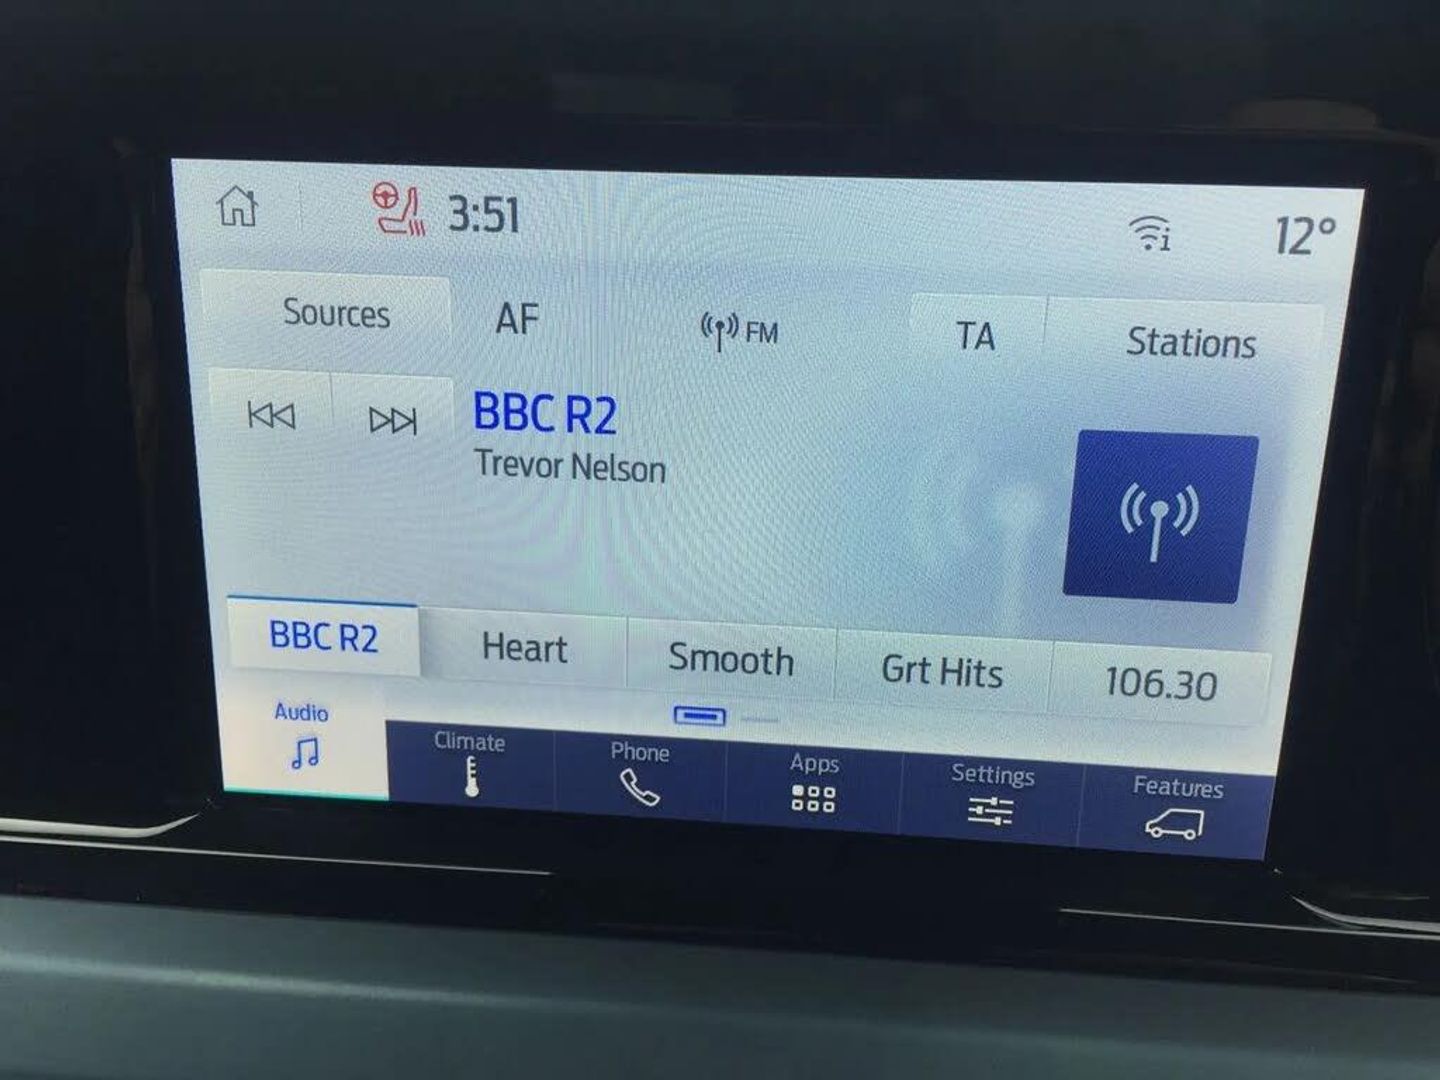 3:51
12°
Sources AF FM TA Stations
BBC R2
Trevor Nelson
BBC R2 Heart Smooth Grt Hits 106.30
Audio Climate Phone Apps Settings Features